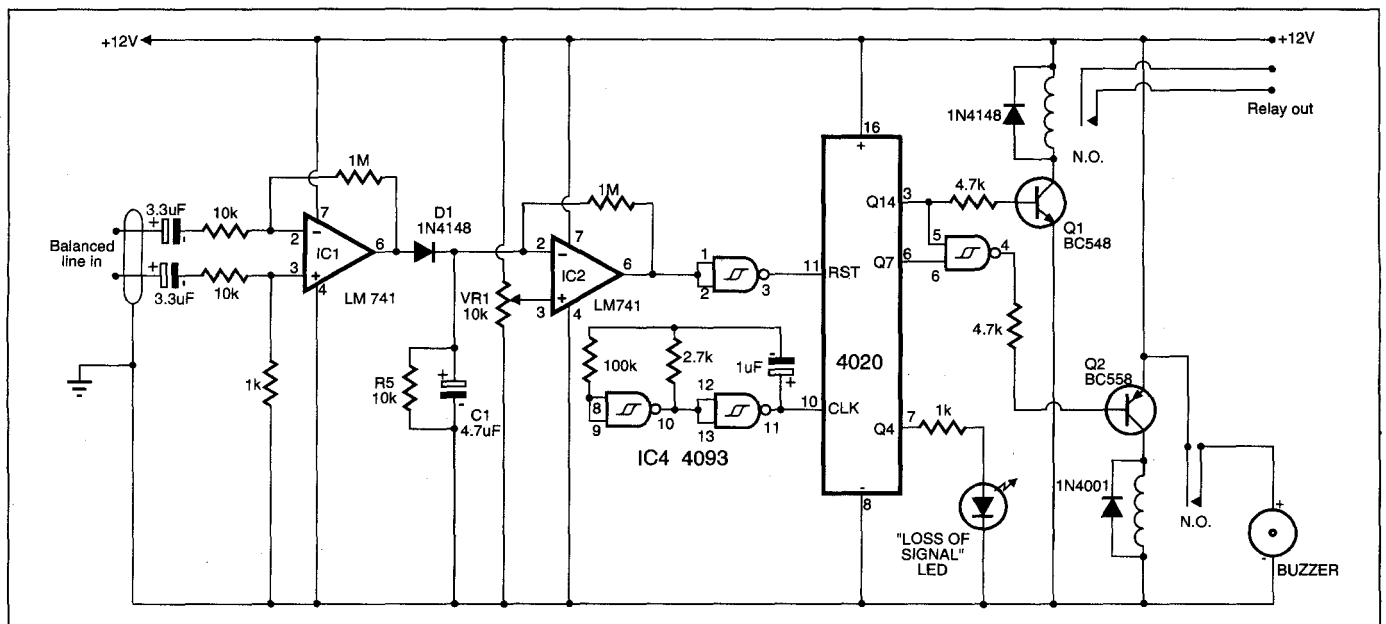 +12V
+12V
Relay out
N.O.
1N4148
16
+
1M
1M
3.3uF
+
-
10k
7
2
-
IC1
6
3
+
4
LM 741
D1
1N4148
Balanced
line in
+
-
3.3uF
10k
1k
R5
10k
+
-
C1
4.7uF
VR1
10k
7
2
-
IC2
6
+
3
4
LM741
1
2
3
11
RST
4020
Q14
3
4.7k
Q1
BC548
5
4
Q7
6
6
4.7k
100k
2.7k
-
1uF
+
8
9
10
12
13
11
10
CLK
IC4 4093
Q4
7
1k
-
8
"LOSS OF
SIGNAL"
LED
Q2
BC558
1N4001
N.O.
+
-
BUZZER